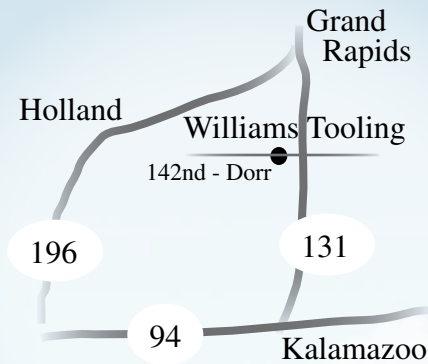 Grand
Rapids
Holland
Williams Tooling
142nd - Dorr
196
131
94
Kalamazoo